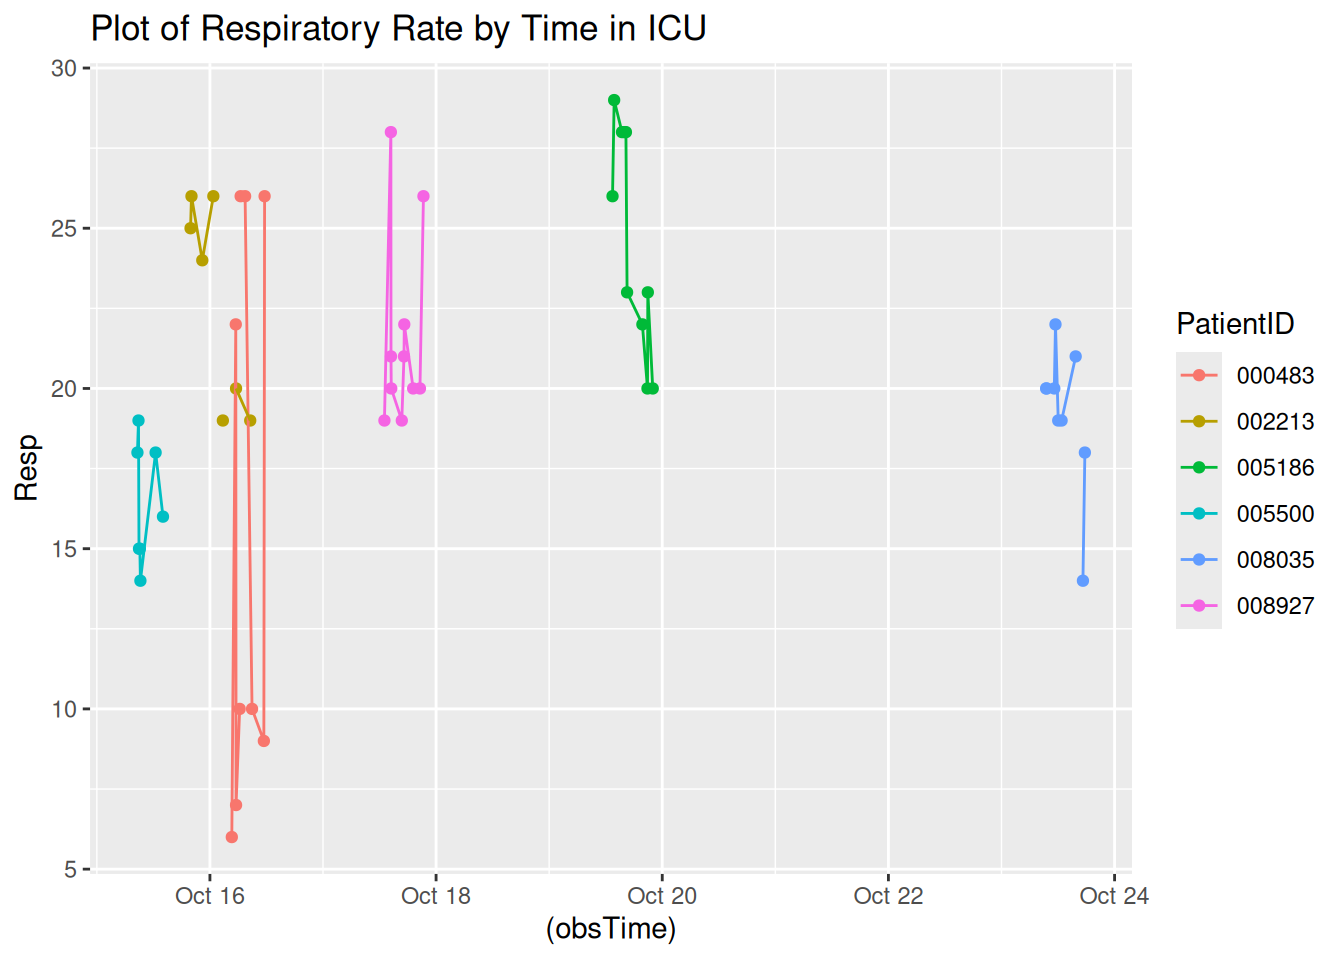 Plot of Respiratory Rate by Time in ICU
30
25
20
15
10
5
Resp
Oct 16
Oct 18
Oct 20
Oct 22
Oct 24
(obsTime)
PatientID
000483
002213
005186
005500
008035
008927